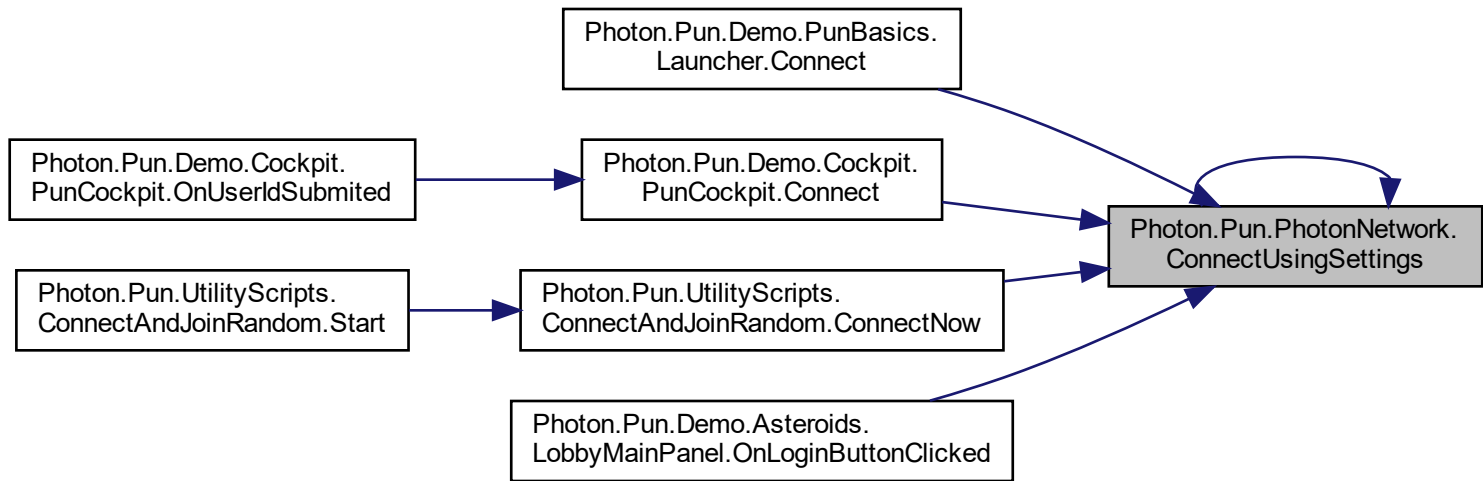 Photon.Pun.Demo.PunBasics.
Launcher.Connect
Photon.Pun.Demo.Cockpit.
PunCockpit.OnUserIdSubmited
Photon.Pun.Demo.Cockpit.
PunCockpit.Connect
Photon.Pun.PhotonNetwork.
ConnectUsingSettings
Photon.Pun.UtilityScripts.
ConnectAndJoinRandom.Start
Photon.Pun.UtilityScripts.
ConnectAndJoinRandom.ConnectNow
Photon.Pun.Demo.Asteroids.
LobbyMainPanel.OnLoginButtonClicked